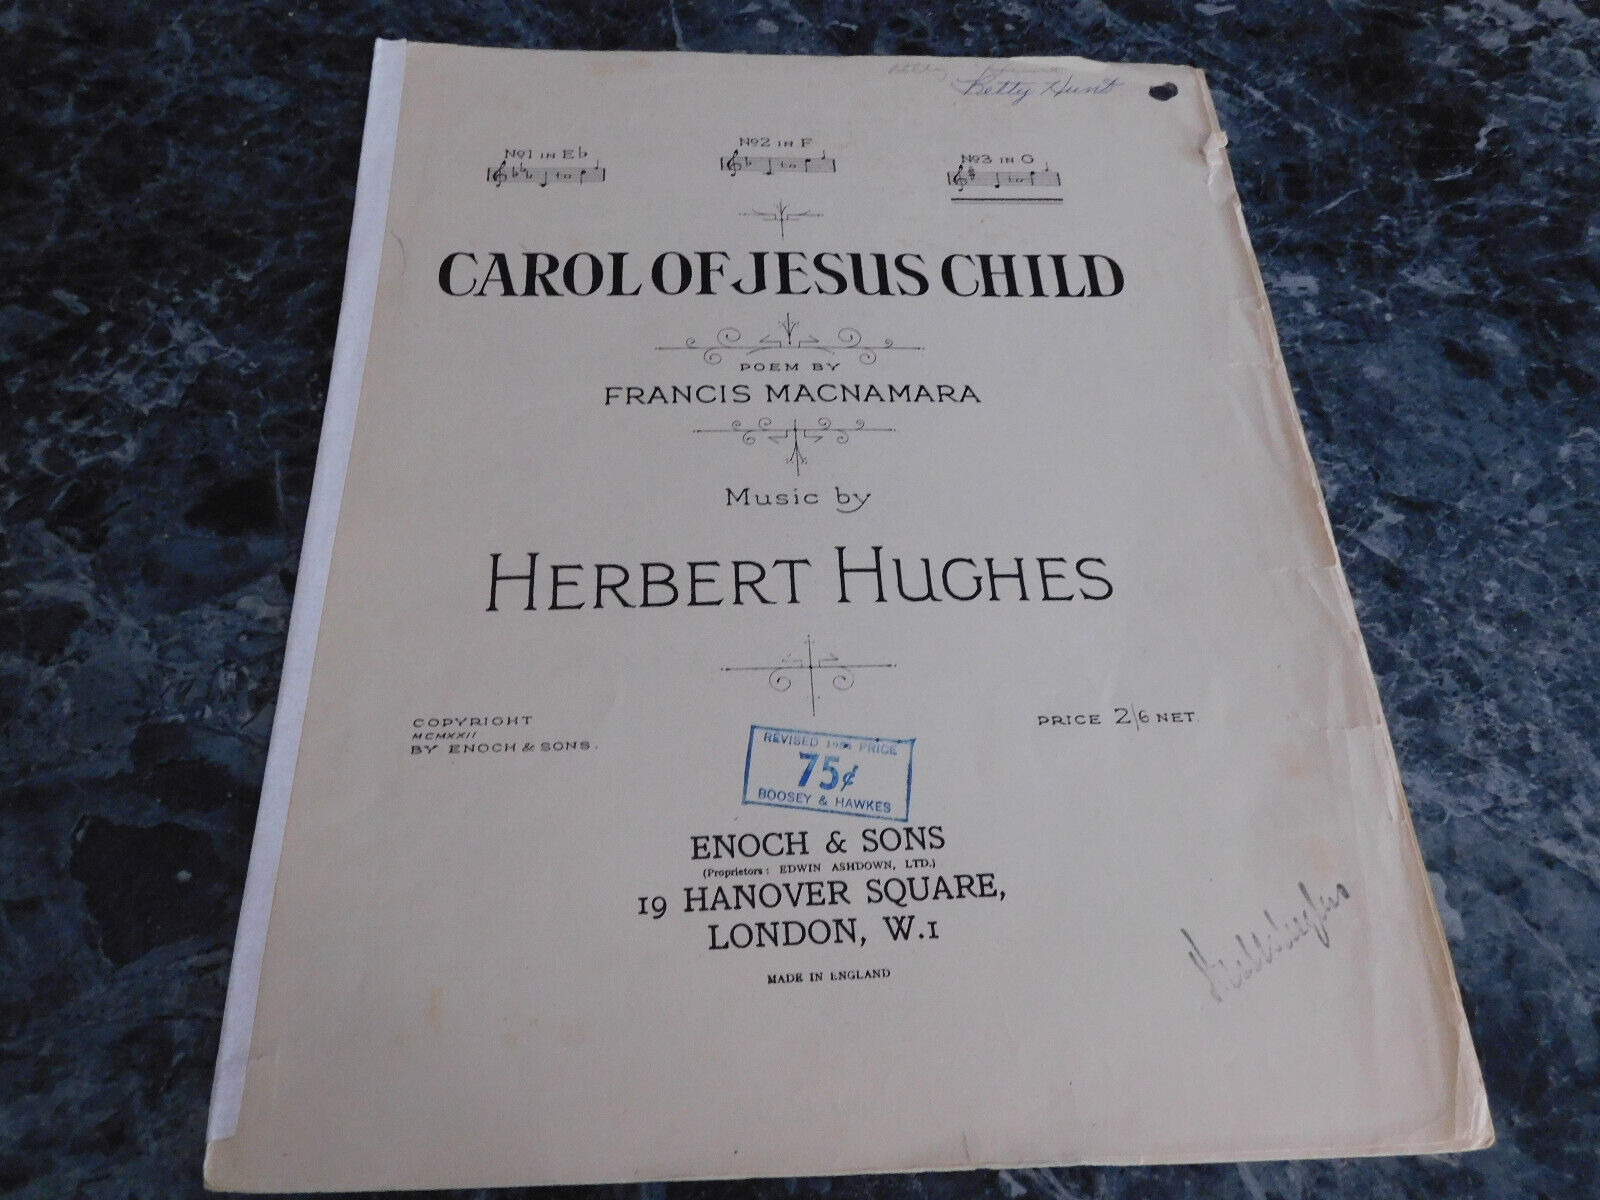 Betty Hunt
No1 IN Eb
No2 IN F
No3 IN G
CAROL OF JESUS CHILD
POEM BY
FRANCIS MACNAMARA
Music by
HERBERT HUGHES
COPYRIGHT
MCMXXII
BY ENOCH & SONS.
PRICE 2/6 NET.
REVISED PRICE
75¢
BOOSEY & HAWKES
ENOCH & SONS
(Proprietors: EDWIN ASHDOWN, LTD.)
19 HANOVER SQUARE,
LONDON, W.1
MADE IN ENGLAND